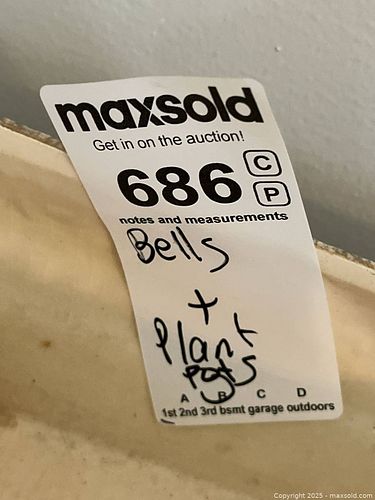 maxsold
Get in on the auction!
686 C
P
notes and measurements
Bells
+
Plant
Pots
A B C D
1st 2nd 3rd bsmt garage outdoors
Copyright 2025 - maxsold.com